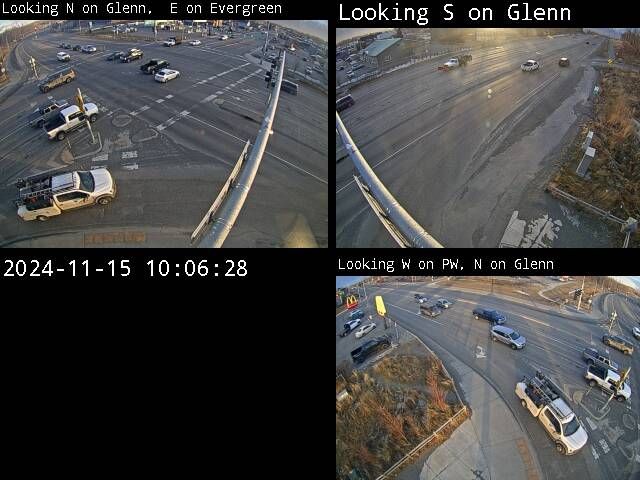 Looking N on Glenn,  E on Evergreen
Looking S on Glenn
2024-11-15 10:06:28
Looking W on PW, N on Glenn